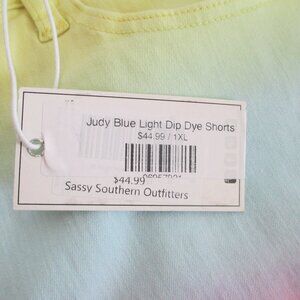 Judy Blue Light Dip Dye Shorts
$44.99 / 1XL
$44.99
Sassy Southern Outfitters